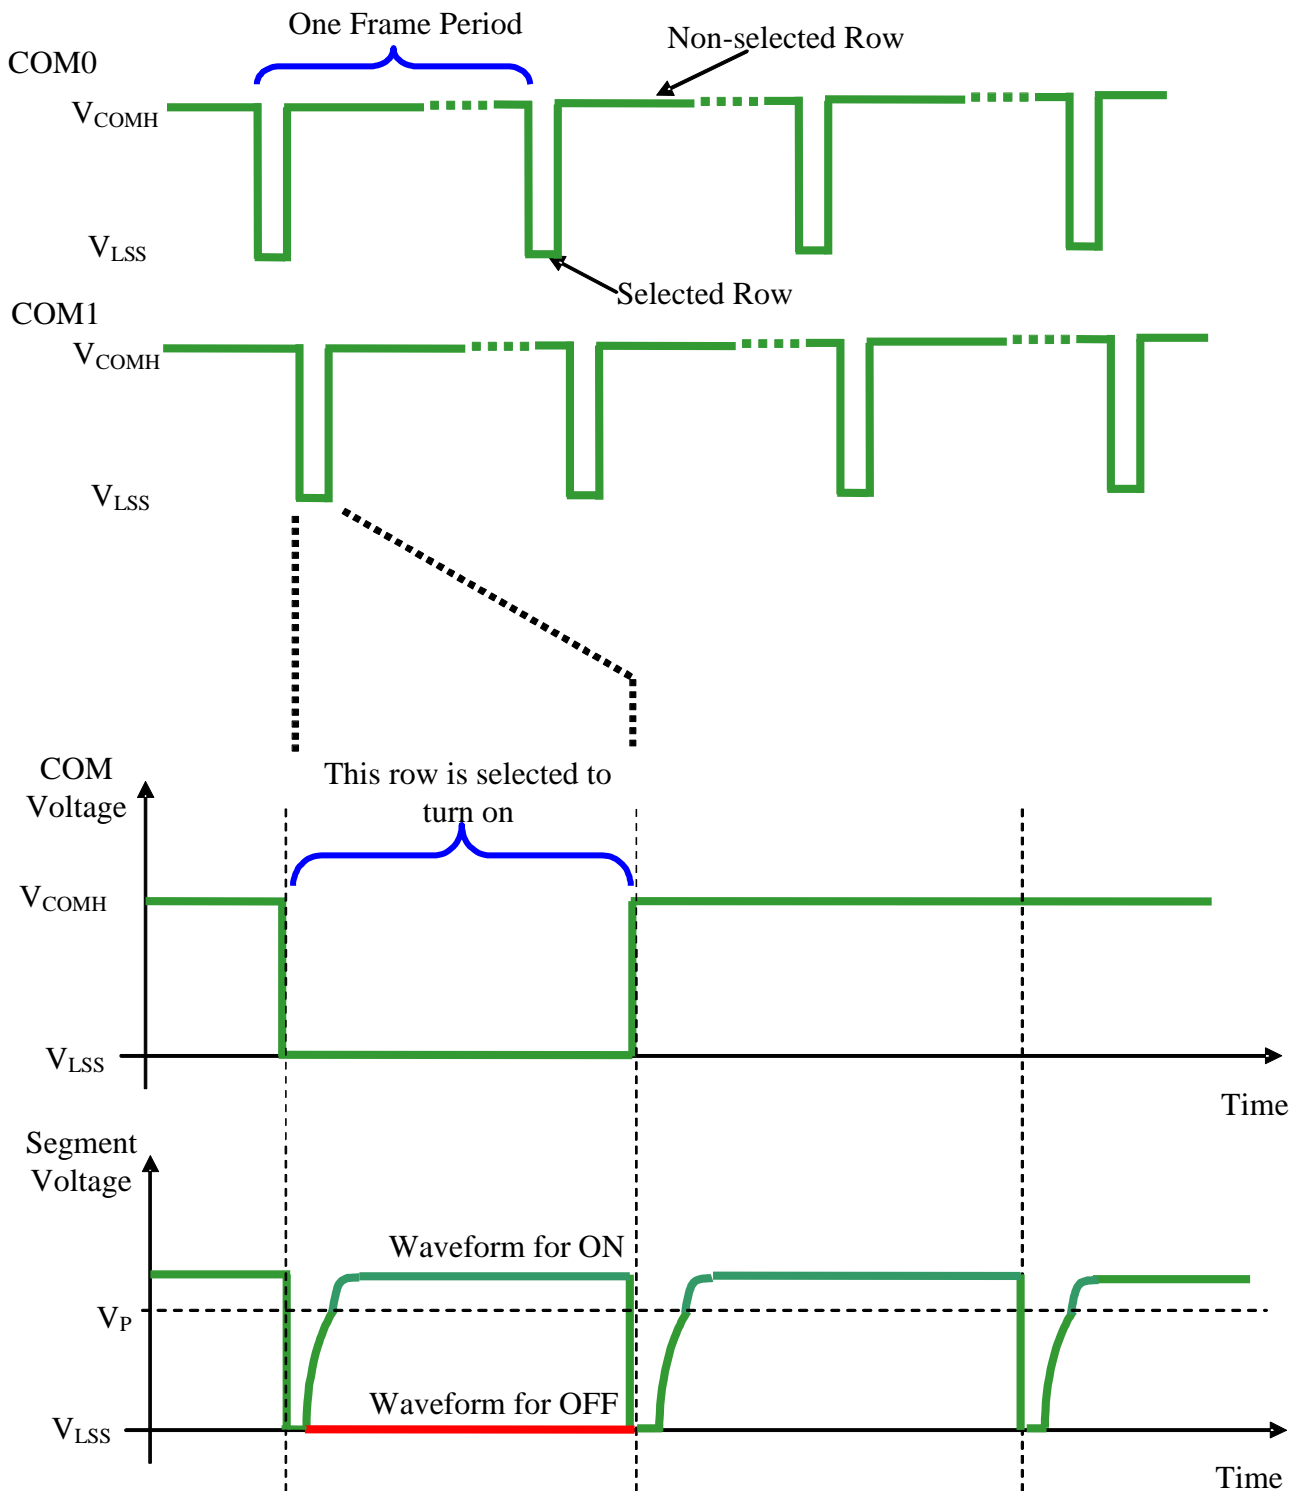 One Frame Period
Non-selected Row
COM0
VCOMH
VLSS
Selected Row
COM1
VCOMH
VLSS
COM
Voltage
This row is selected to
turn on
VCOMH
VLSS
Time
Segment
Voltage
Waveform for ON
VP
Waveform for OFF
VLSS
Time